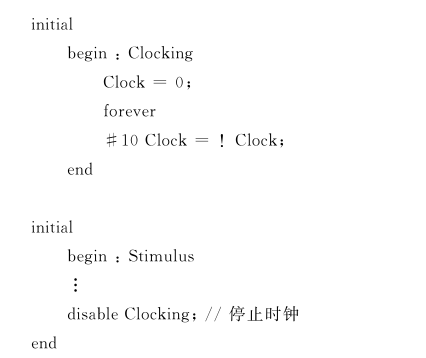 initial
begin : Clocking
Clock = 0;
forever
#10 Clock = ! Clock;
end
initial
begin : Stimulus
⋮
disable Clocking; // 停止时钟
end